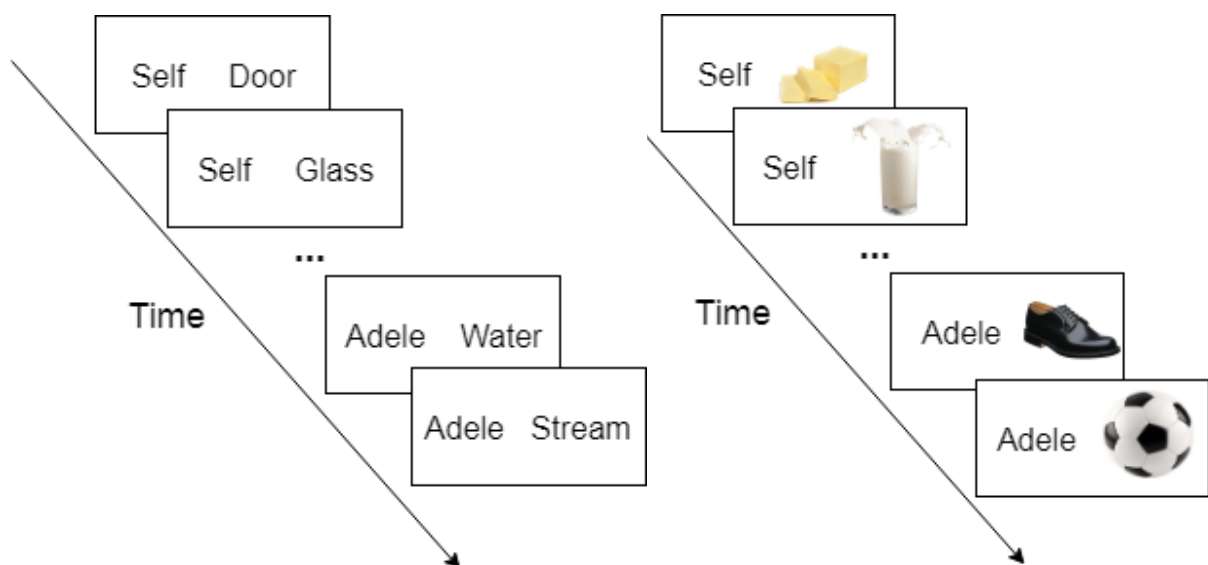 Self Door
Self Glass
...
Time
Adele Water
Adele Stream
Self
Self
...
Time
Adele
Adele